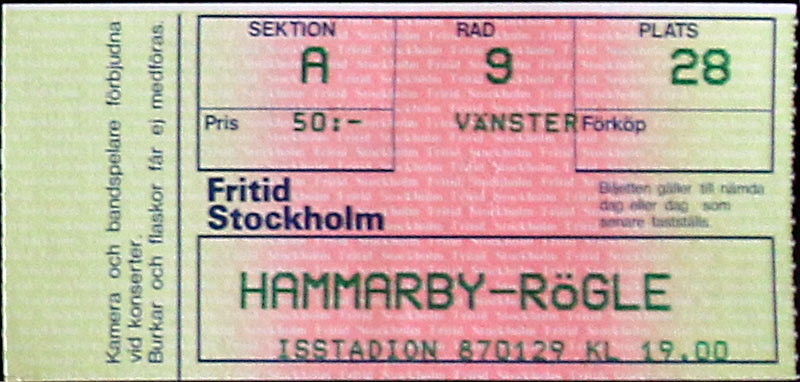 SEKTION RAD PLATS
A 9 28
Pris 50:- VÄNSTER Förköp
Fritid
Stockholm
Biljetten gäller till nämda
dag eller dag som
senare fastställs.
HAMMARBY-RöGLE
ISSTADION 870129 KL 19.00
Kamera och bandspelare förbjudna
vid konserter.
Burkar och flaskor får ej medföras.